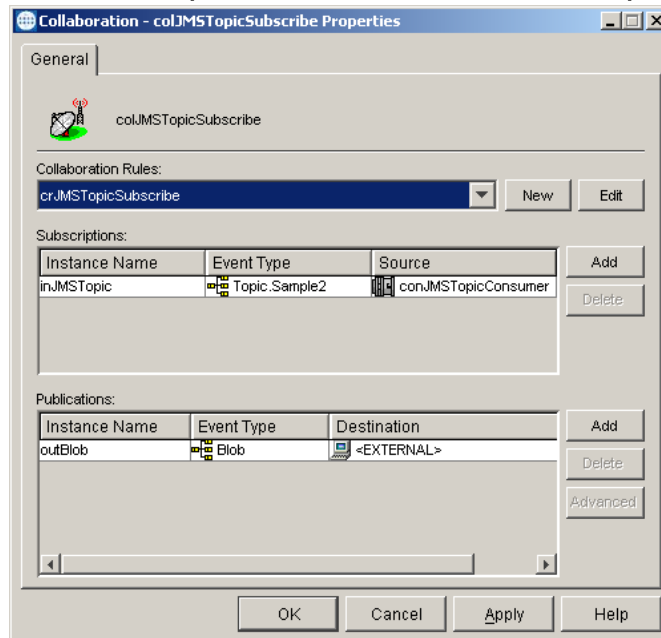 Collaboration - colJMSTopicSubscribe Properties
General
colJMSTopicSubscribe
Collaboration Rules:
crJMSTopicSubscribe New Edit
Subscriptions:
Instance Name Event Type Source Add
inJMSTopic Topic.Sample2 conJMSTopicConsumer
Delete
Publications:
Instance Name Event Type Destination Add
outBlob Blob <EXTERNAL>
Delete
Advanced
OK Cancel Apply Help